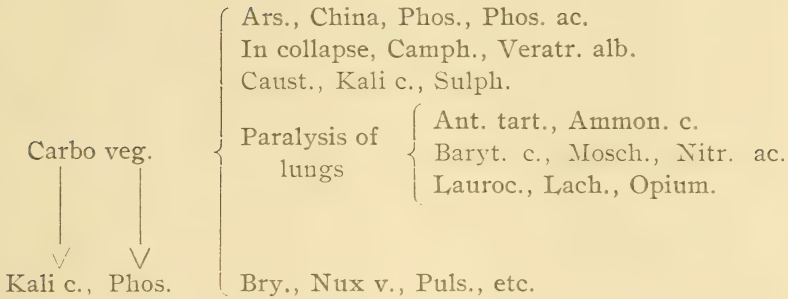 Ars., China, Phos., Phos. ac.
In collapse, Camph., Veratr. alb.
Caust., Kali c., Sulph.
Carbo veg.
Paralysis of
lungs
Ant. tart., Ammon. c.
Baryt. c., Mosch., Nitr. ac.
Lauroc., Lach., Opium.
Kali c., Phos.
Bry., Nux v., Puls., etc.